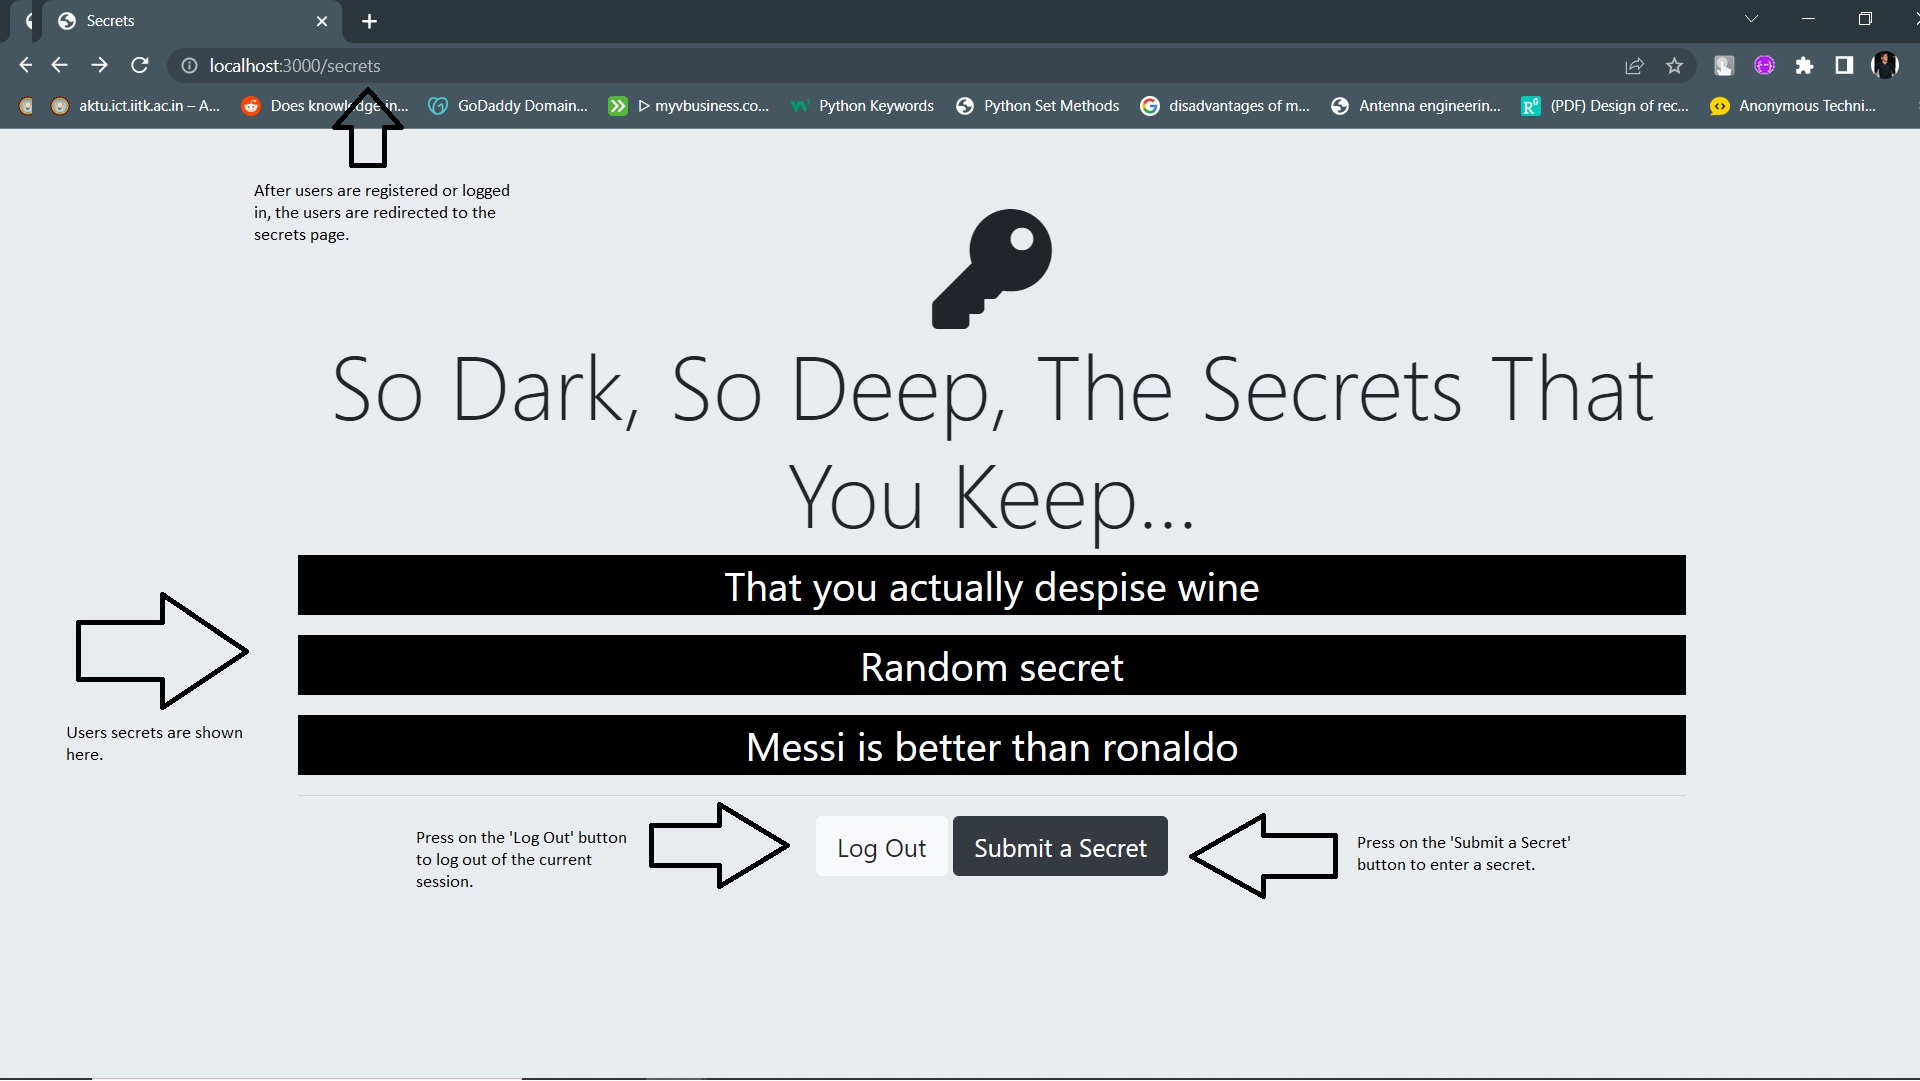 Secrets
localhost:3000/secrets
aktu.ict.iitk.ac.in – A...
Does knowledge in...
GoDaddy Domain...
myvbusiness.co...
Python Keywords
Python Set Methods
disadvantages of m...
Antenna engineerin...
(PDF) Design of rec...
Anonymous Techni...
After users are registered or logged
in, the users are redirected to the
secrets page.
So Dark, So Deep, The Secrets That
You Keep...
That you actually despise wine
Random secret
Messi is better than ronaldo
Users secrets are shown
here.
Press on the 'Log Out' button
to log out of the current
session.
Log Out
Submit a Secret
Press on the 'Submit a Secret'
button to enter a secret.